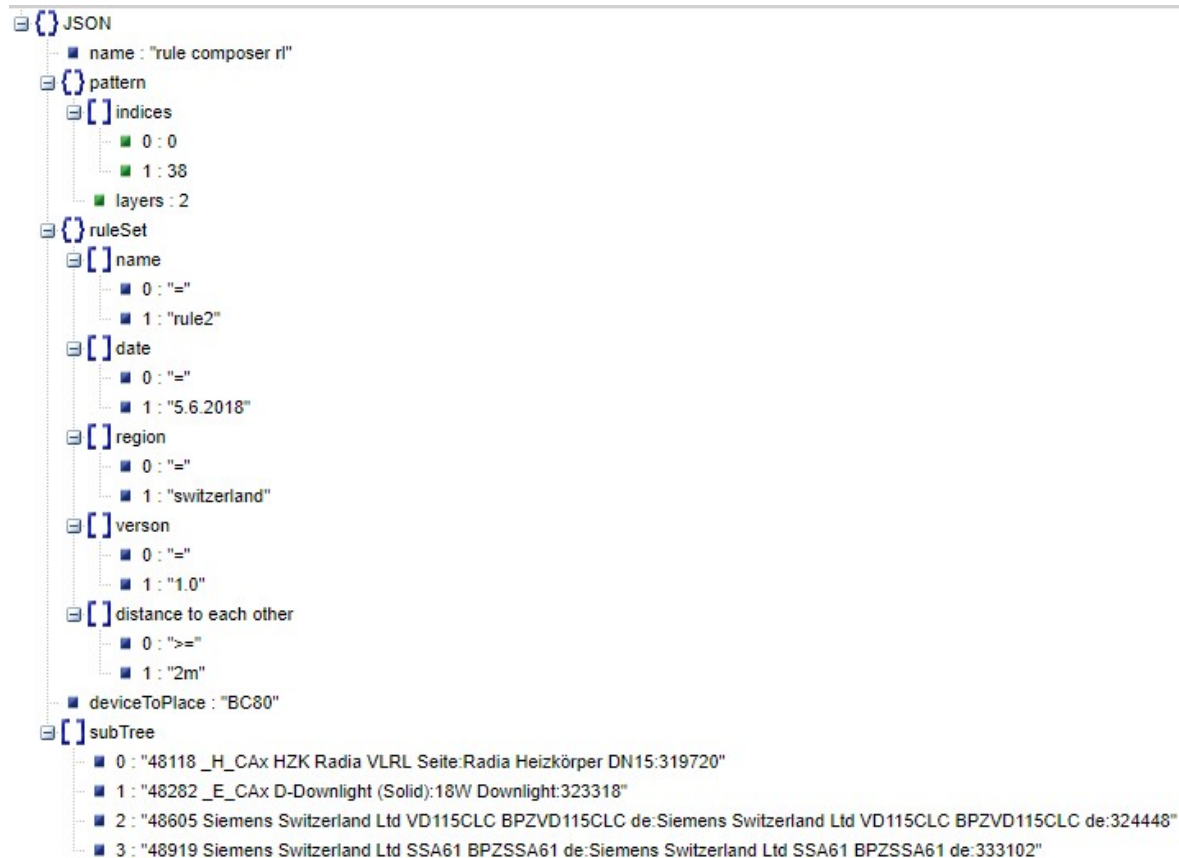 JSON
name : "rule composer rl"
pattern
indices
0 : 0
1 : 38
layers : 2
ruleSet
name
0 : "="
1 : "rule2"
date
0 : "="
1 : "5.6.2018"
region
0 : "="
1 : "switzerland"
verson
0 : "="
1 : "1.0"
distance to each other
0 : ">="
1 : "2m"
deviceToPlace : "BC80"
subTree
0 : "48118 _H_CAx HZK Radia VLRL Seite:Radia Heizkörper DN15:319720"
1 : "48282 _E_CAx D-Downlight (Solid):18W Downlight:323318"
2 : "48605 Siemens Switzerland Ltd VD115CLC BPZVD115CLC de:Siemens Switzerland Ltd VD115CLC BPZVD115CLC de:324448"
3 : "48919 Siemens Switzerland Ltd SSA61 BPZSSA61 de:Siemens Switzerland Ltd SSA61 BPZSSA61 de:333102"